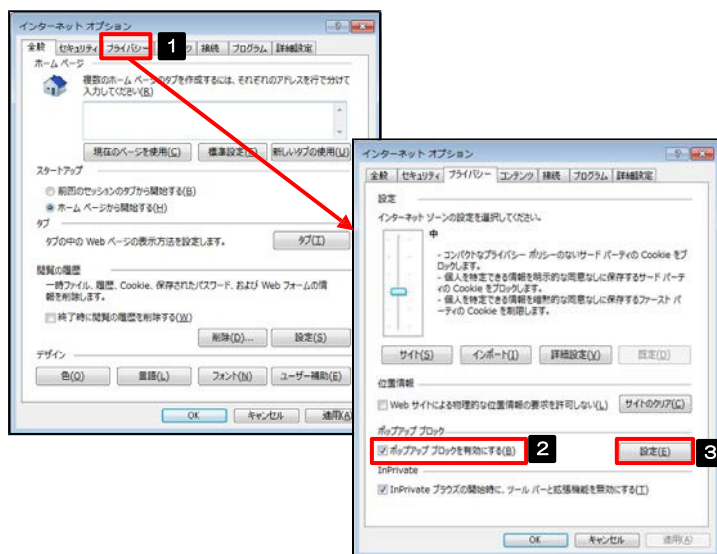 インターネット オプション
全般 セキュリティ プライバシー 1 ツ 接続 プログラム 詳細設定
ホーム ページ
複数のホーム ページのタブを作成するには、それぞれのアドレスを行で分けて
入力してください(R)
現在のページを使用(C) 標準設定(F) 新しいタブの使用(U)
スタートアップ
前回のセッションのタブから開始する(B)
ホーム ページから開始する(H)
タブ
タブの中の Web ページの表示方法を設定します。 タブ(T)
閲覧の履歴
一時ファイル、履歴、Cookie、保存されたパスワード、および Web フォームの情
報を削除します。
終了時に閲覧の履歴を削除する(W)
削除(D)... 設定(S)
デザイン
色(O) 言語(L) フォント(N) ユーザー補助(E)
OK キャンセル 適用(A
インターネット オプション
全般 セキュリティ プライバシー コンテンツ 接続 プログラム 詳細設定
設定
インターネット ゾーンの設定を選択してください。
中
- コンパクトなプライバシー ポリシーのないサード パーティの Cookie をブ
ロックします。
- 個人を特定できる情報を明示的な同意なしに保存するサード パーテ
ィの Cookie をブロックします。
- 個人を特定できる情報を暗黙的な同意なしに保存するファースト パ
ーティの Cookie を制限します。
サイト(S) インポート(I) 詳細設定(V) 既定(D)
位置情報
Web サイトによる物理的な位置情報の要求を許可しない(L) サイトのクリア(C)
ポップアップ ブロック
ポップアップ ブロックを有効にする(B) 2 設定(E) 3
InPrivate
InPrivate ブラウズの開始時に、ツール バーと拡張機能を無効にする(T)
OK キャンセル 適用(A)